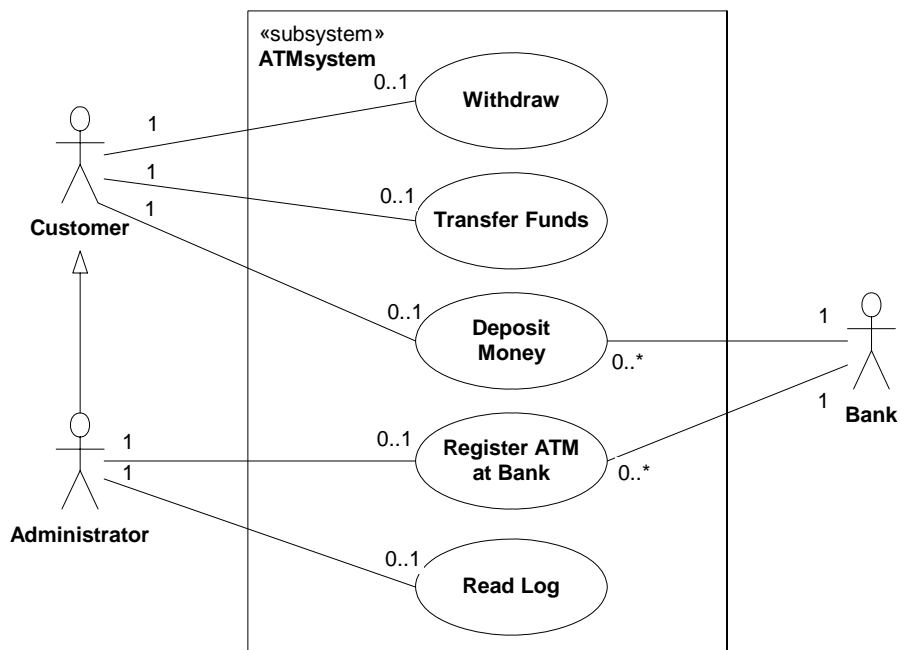 «subsystem»
ATMsystem
0..1
Withdraw
1
1
0..1
Transfer Funds
1
Customer
0..1
Deposit
Money
1
0..*
1
Bank
1
0..1
Register ATM
at Bank
0..*
1
Administrator
0..1
Read Log